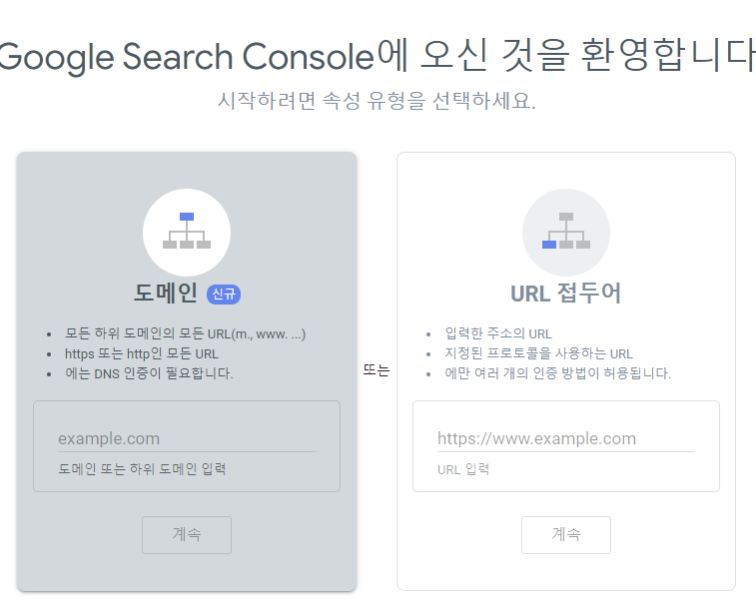 Google Search Console에 오신 것을 환영합니다
시작하려면 속성 유형을 선택하세요.
도메인 신규
• 모든 하위 도메인의 모든 URL(m., www. ...)
• https 또는 http인 모든 URL
• 에는 DNS 인증이 필요합니다.
example.com
도메인 또는 하위 도메인 입력
계속
또는
URL 접두어
• 입력한 주소의 URL
• 지정된 프로토콜을 사용하는 URL
• 에만 여러 개의 인증 방법이 허용됩니다.
https://www.example.com
URL 입력
계속